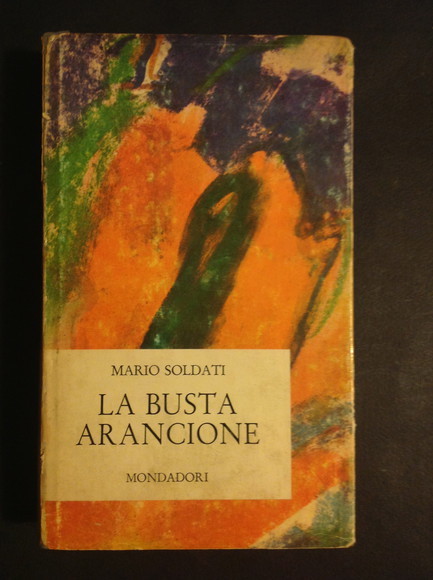 MARIO SOLDATI
LA BUSTA
ARANCIONE
MONDADORI